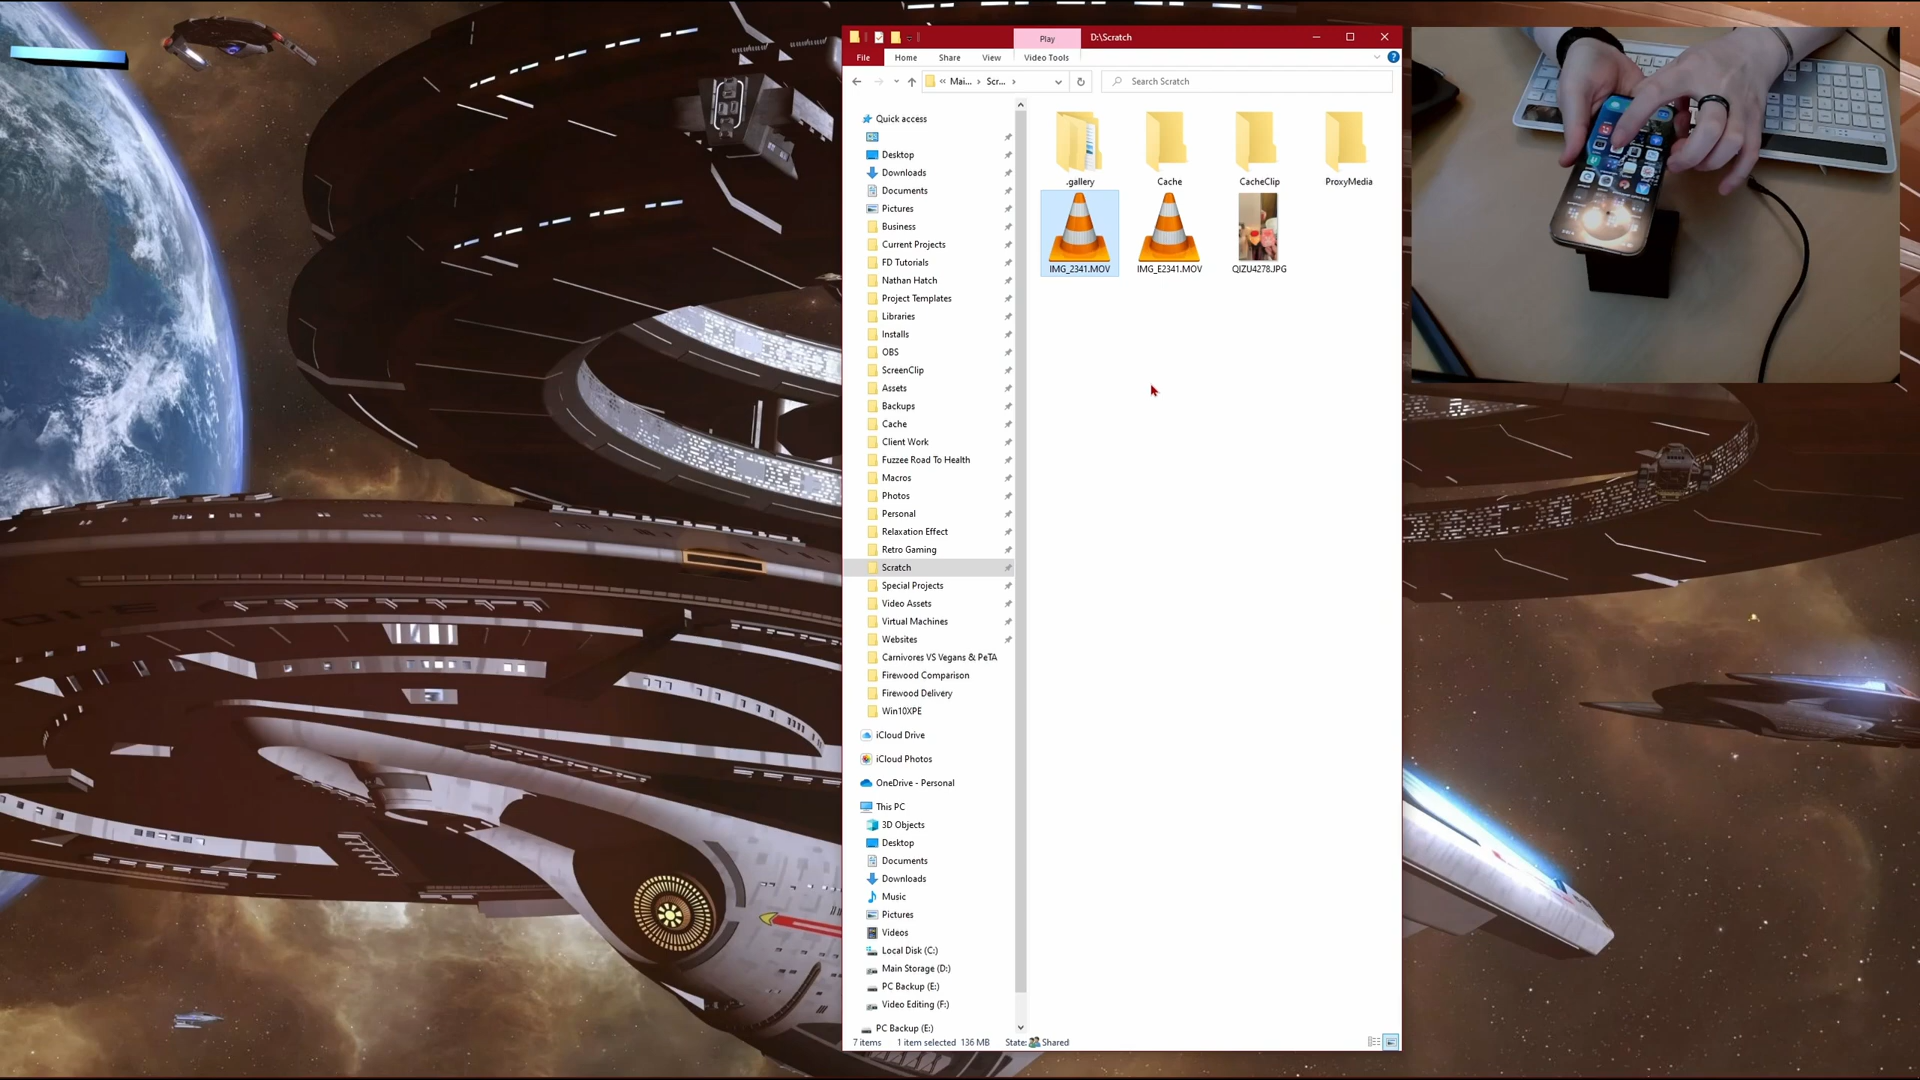 Play
D:\Scratch
File
Home
Share
View
Video Tools
« Mai... › Scr... ›
Search Scratch
Quick access
Desktop
Downloads
Documents
Pictures
Business
Current Projects
FD Tutorials
Nathan Hatch
Project Templates
Libraries
Installs
OBS
ScreenClip
Assets
Backups
Cache
Client Work
Fuzzee Road To Health
Macros
Photos
Personal
Relaxation Effect
Retro Gaming
Scratch
Special Projects
Video Assets
Virtual Machines
Websites
Carnivores VS Vegans & PeTA
Firewood Comparison
Firewood Delivery
Win10XPE
iCloud Drive
iCloud Photos
OneDrive - Personal
This PC
3D Objects
Desktop
Documents
Downloads
Music
Pictures
Videos
Local Disk (C:)
Main Storage (D:)
PC Backup (E:)
Video Editing (F:)
PC Backup (E:)
.gallery
Cache
CacheClip
ProxyMedia
IMG_2341.MOV
IMG_E2341.MOV
QIZU4278.JPG
7 items
1 item selected 136 MB
State: Shared